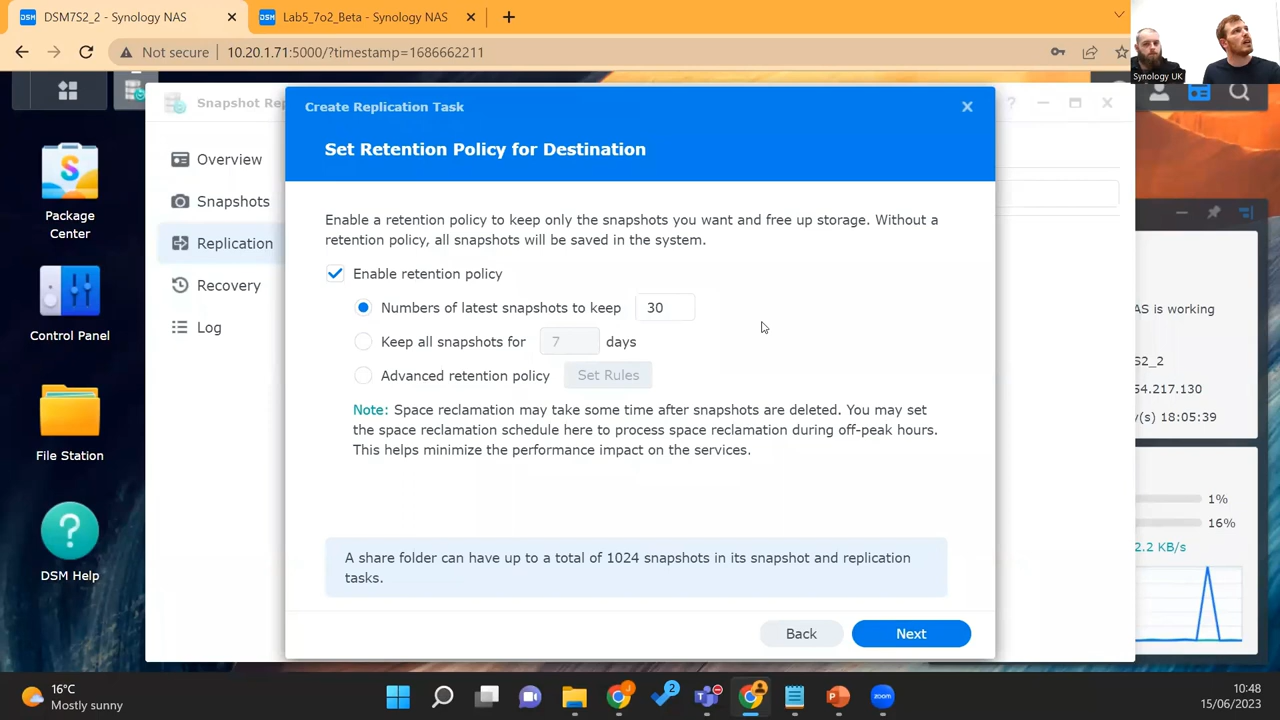 DSM7S2_2 - Synology NAS
Lab5_7o2_Beta - Synology NAS
Not secure
10.20.1.71:5000/?timestamp=1686662211
Synology UK
Snapshot Rep
Create Replication Task
Set Retention Policy for Destination
Package
Center
Control Panel
File Station
DSM Help
Overview
Snapshots
Replication
Recovery
Log
Enable a retention policy to keep only the snapshots you want and free up storage. Without a
retention policy, all snapshots will be saved in the system.
Enable retention policy
Numbers of latest snapshots to keep 30
Keep all snapshots for 7 days
Advanced retention policy Set Rules
Note: Space reclamation may take some time after snapshots are deleted. You may set
the space reclamation schedule here to process space reclamation during off-peak hours.
This helps minimize the performance impact on the services.
A share folder can have up to a total of 1024 snapshots in its snapshot and replication
tasks.
Back
Next
AS is working
S2_2
54.217.130
y(s) 18:05:39
1%
16%
2.2 KB/s
16°C
Mostly sunny
2
10:48
15/06/2023
zoom